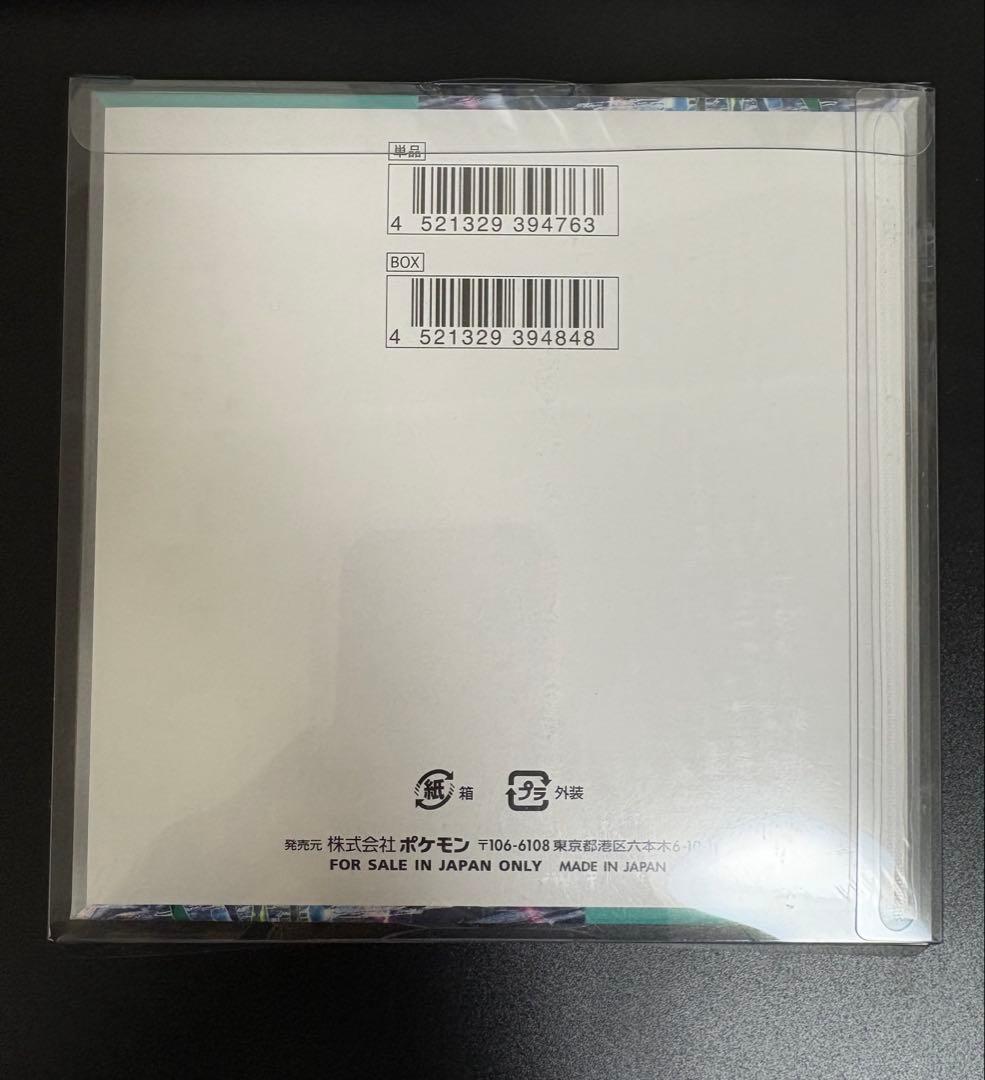 単品
4 521329 394763
BOX
4 521329 394848
紙 箱 プラ 外装
発売元 株式会社ポケモン 〒106-6108 東京都港区六本木6-10-1
FOR SALE IN JAPAN ONLY MADE IN JAPAN